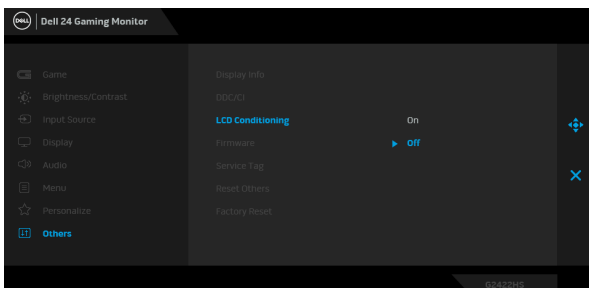 DELL Dell 24 Gaming Monitor
Game
Brightness/Contrast
Input Source
Display
Audio
Menu
Personalize
Others
Display Info
DDC/CI
LCD Conditioning
Firmware
Service Tag
Reset Others
Factory Reset
On
Off
G2422HS